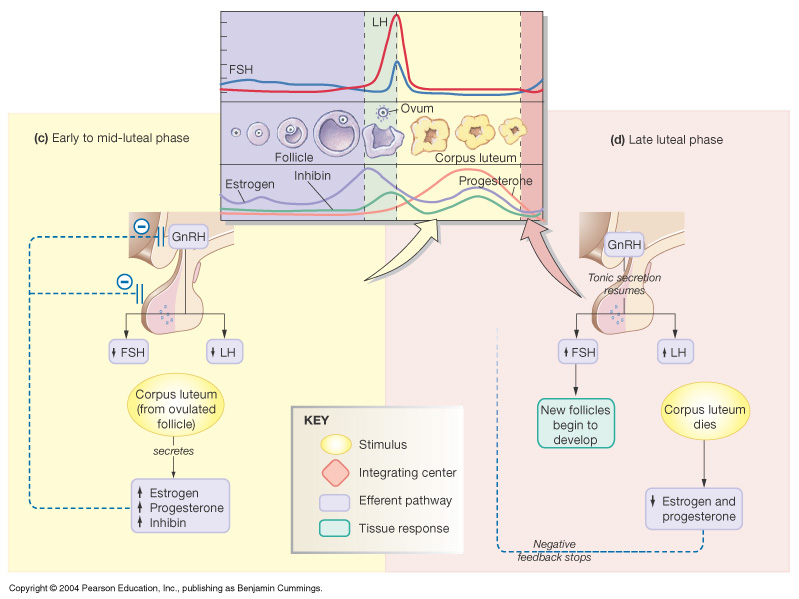 LH
FSH
Ovum
Follicle
Corpus luteum
Estrogen
Inhibin
Progesterone
(c) Early to mid-luteal phase
GnRH
FSH
LH
Corpus luteum
(from ovulated
follicle)
secretes
Estrogen
Progesterone
Inhibin
KEY
Stimulus
Integrating center
Efferent pathway
Tissue response
(d) Late luteal phase
GnRH
Tonic secretion
resumes
FSH
LH
New follicles
begin to
develop
Corpus luteum
dies
Estrogen and
progesterone
Negative
feedback stops
Copyright © 2004 Pearson Education, Inc., publishing as Benjamin Cummings.